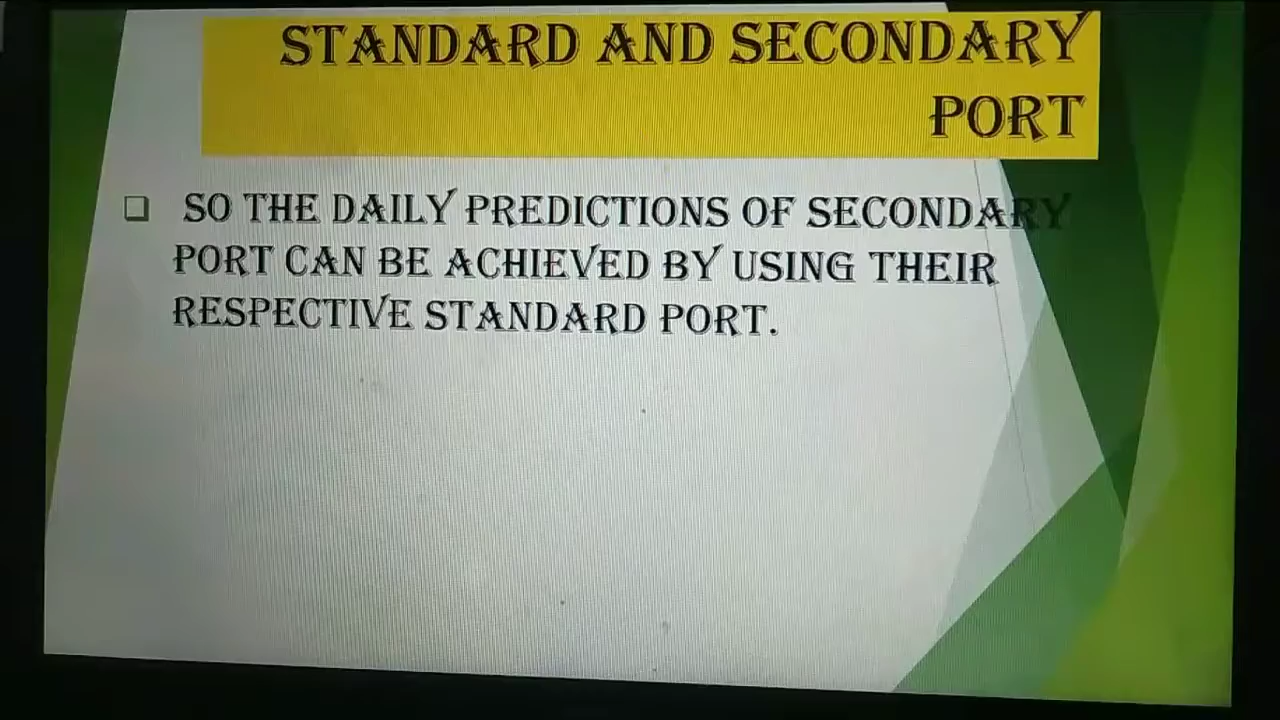 STANDARD AND SECONDARY
PORT
SO THE DAILY PREDICTIONS OF SECONDARY
PORT CAN BE ACHIEVED BY USING THEIR
RESPECTIVE STANDARD PORT.